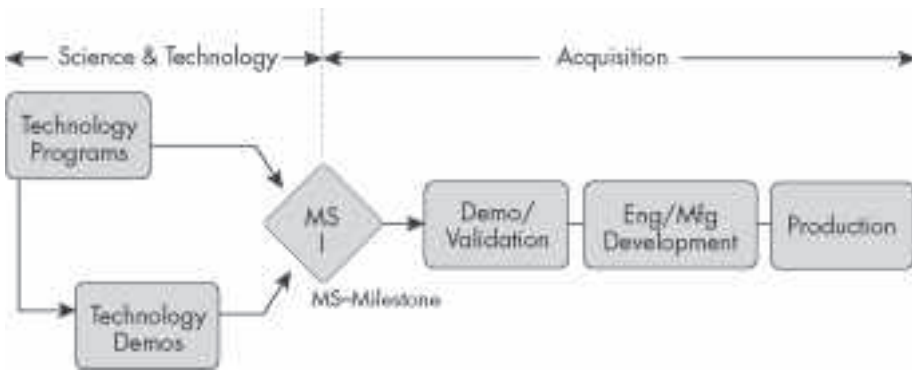 Science & Technology
Acquisition
Technology
Programs
MS
I
Demo/
Validation
Eng/Mfg
Development
Production
MS–Milestone
Technology
Demos